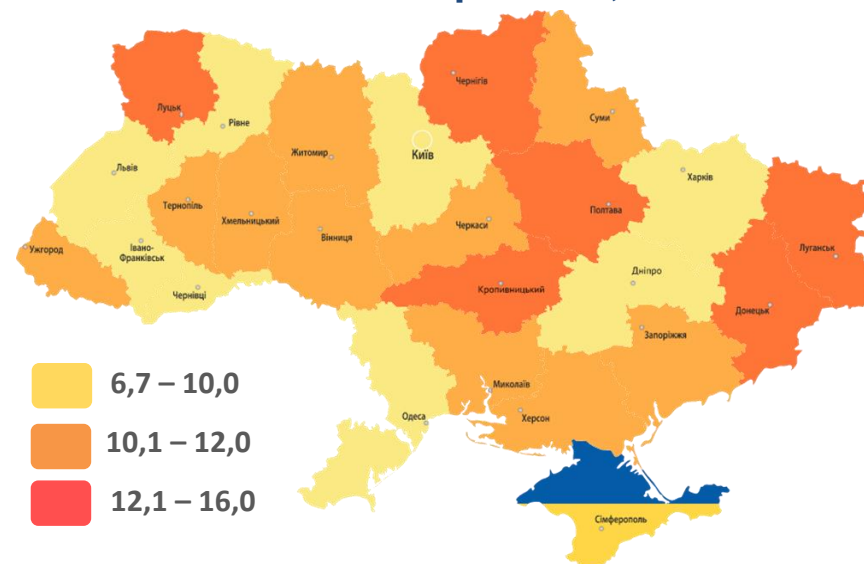 Чернігів
Луцьк
Суми
Рівне
Житомир
Київ
Львів
Харків
Тернопіль
Полтава
Хмельницький
Черкаси
Вінниця
Ужгород
Івано-
Франківськ
Луганськ
Дніпро
Чернівці
Кропивницький
Донецьк
Запоріжжя
6,7 – 10,0
Миколаїв
Одеса
Херсон
10,1 – 12,0
12,1 – 16,0
Сімферополь